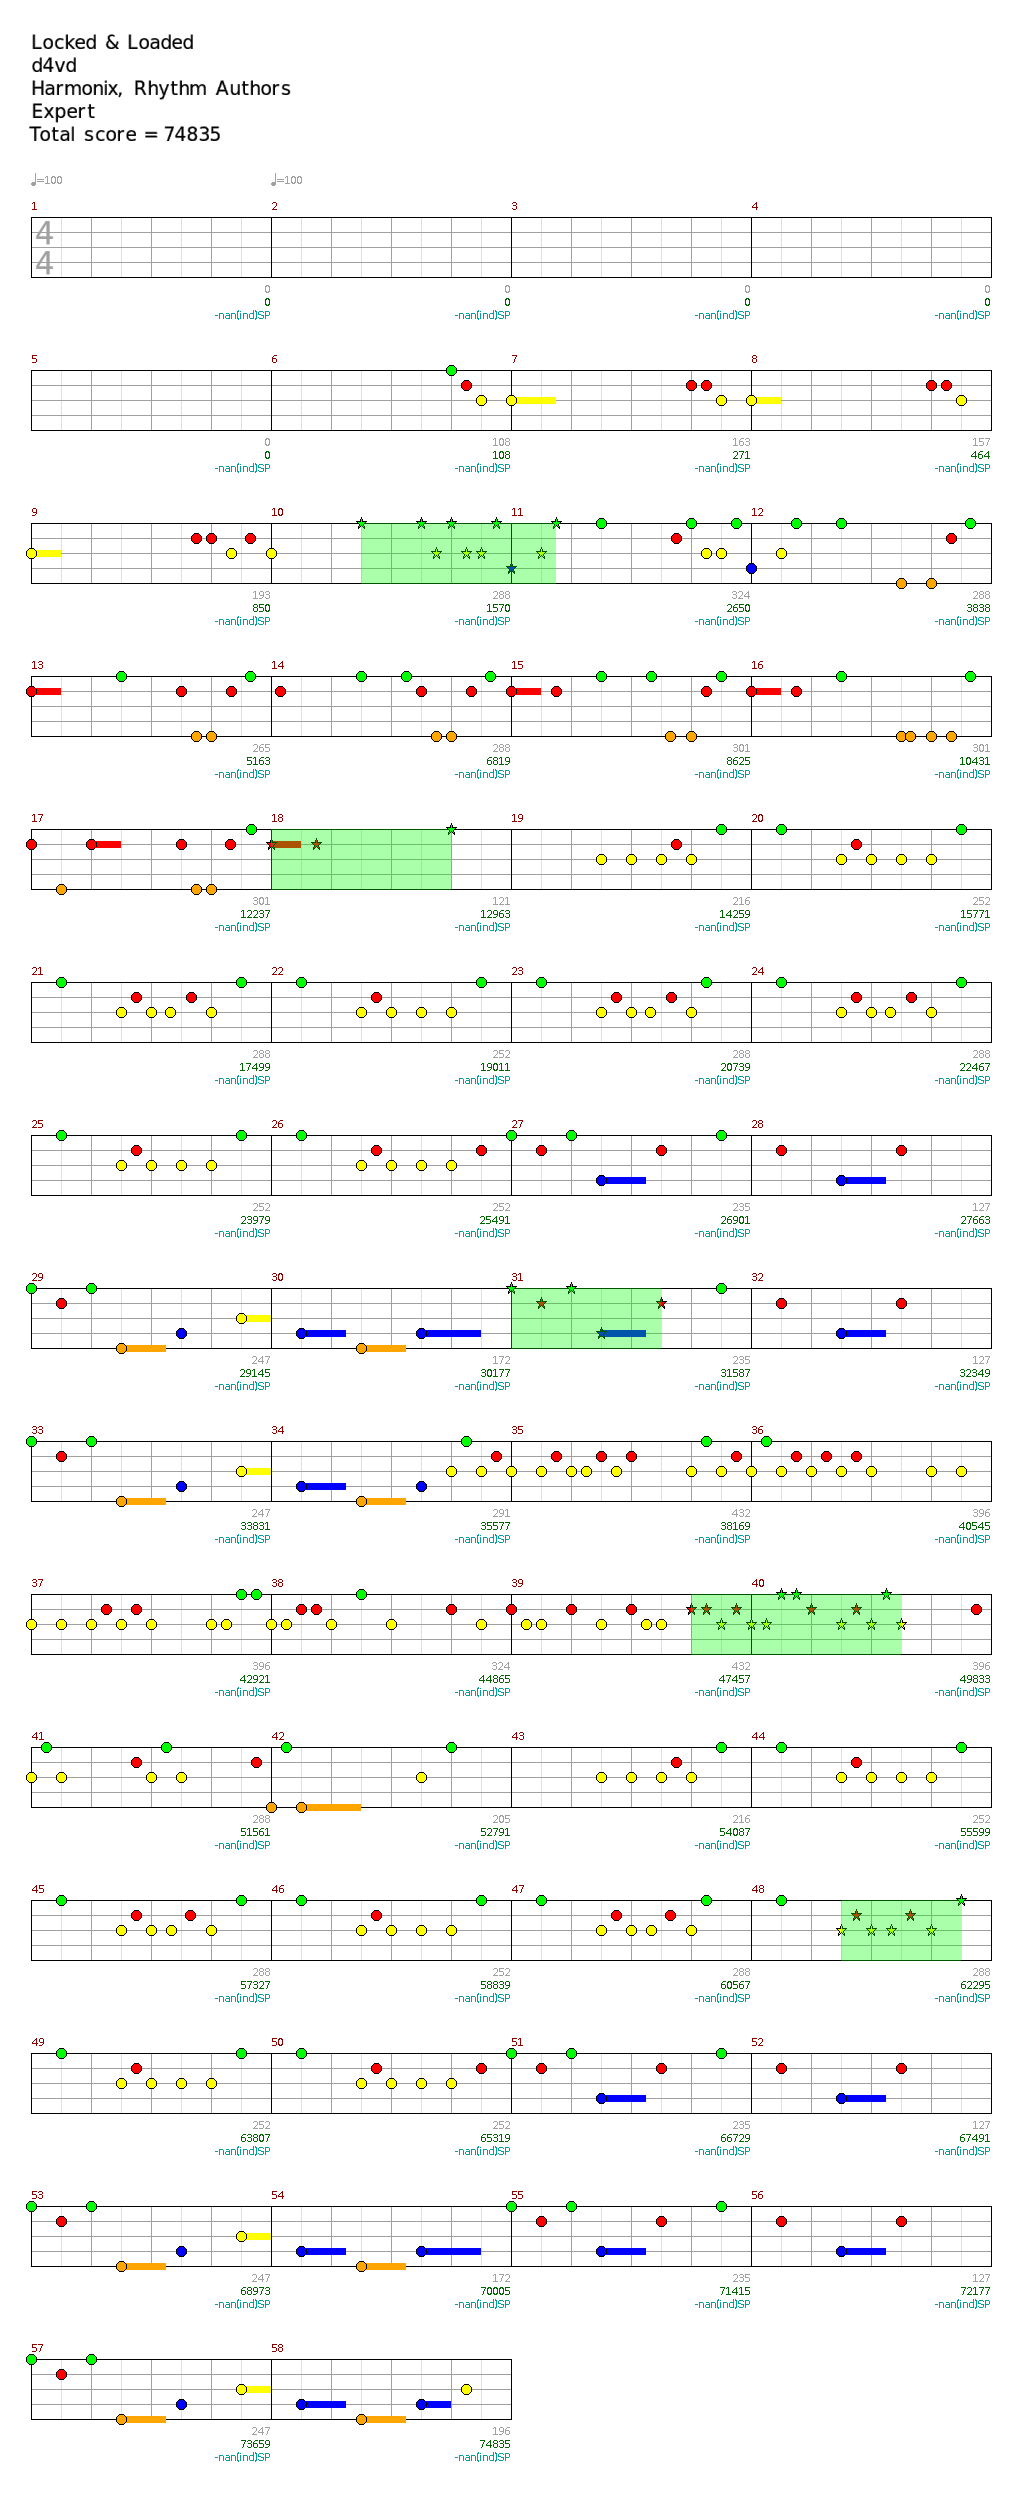 Locked & Loaded
d4vd
Harmonix, Rhythm Authors
Expert
Total score = 74835
♩=100 ♩=100
1 2 3 4
4
4
0 0 0 0
0 0 0 0
-nan(ind)SP -nan(ind)SP -nan(ind)SP -nan(ind)SP
5 6 7 8
0 108 163 157
0 108 271 464
-nan(ind)SP -nan(ind)SP -nan(ind)SP -nan(ind)SP
9 10 11 12
193 288 324 288
850 1570 2650 3838
-nan(ind)SP -nan(ind)SP -nan(ind)SP -nan(ind)SP
13 14 15 16
265 288 301 301
5163 6819 8625 10431
-nan(ind)SP -nan(ind)SP -nan(ind)SP -nan(ind)SP
17 18 19 20
301 121 216 252
12237 12963 14259 15771
-nan(ind)SP -nan(ind)SP -nan(ind)SP -nan(ind)SP
21 22 23 24
288 252 288 288
17499 19011 20739 22467
-nan(ind)SP -nan(ind)SP -nan(ind)SP -nan(ind)SP
25 26 27 28
252 252 235 127
23979 25491 26901 27663
-nan(ind)SP -nan(ind)SP -nan(ind)SP -nan(ind)SP
29 30 31 32
247 172 235 127
29145 30177 31587 32349
-nan(ind)SP -nan(ind)SP -nan(ind)SP -nan(ind)SP
33 34 35 36
247 291 432 396
33831 35577 38169 40545
-nan(ind)SP -nan(ind)SP -nan(ind)SP -nan(ind)SP
37 38 39 40
396 324 432 396
42921 44865 47457 49833
-nan(ind)SP -nan(ind)SP -nan(ind)SP -nan(ind)SP
41 42 43 44
288 205 216 252
51561 52791 54087 55599
-nan(ind)SP -nan(ind)SP -nan(ind)SP -nan(ind)SP
45 46 47 48
288 252 288 288
57327 58839 60567 62295
-nan(ind)SP -nan(ind)SP -nan(ind)SP -nan(ind)SP
49 50 51 52
252 252 235 127
63807 65319 66729 67491
-nan(ind)SP -nan(ind)SP -nan(ind)SP -nan(ind)SP
53 54 55 56
247 172 235 127
68973 70005 71415 72177
-nan(ind)SP -nan(ind)SP -nan(ind)SP -nan(ind)SP
57 58
247 196
73659 74835
-nan(ind)SP -nan(ind)SP